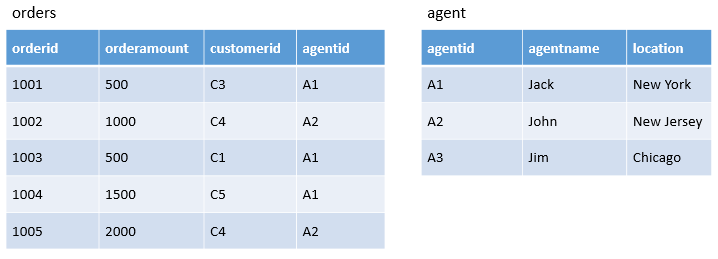 orders
orderid orderamount customerid agentid
1001 500 C3 A1
1002 1000 C4 A2
1003 500 C1 A1
1004 1500 C5 A1
1005 2000 C4 A2
agent
agentid agentname location
A1 Jack New York
A2 John New Jersey
A3 Jim Chicago